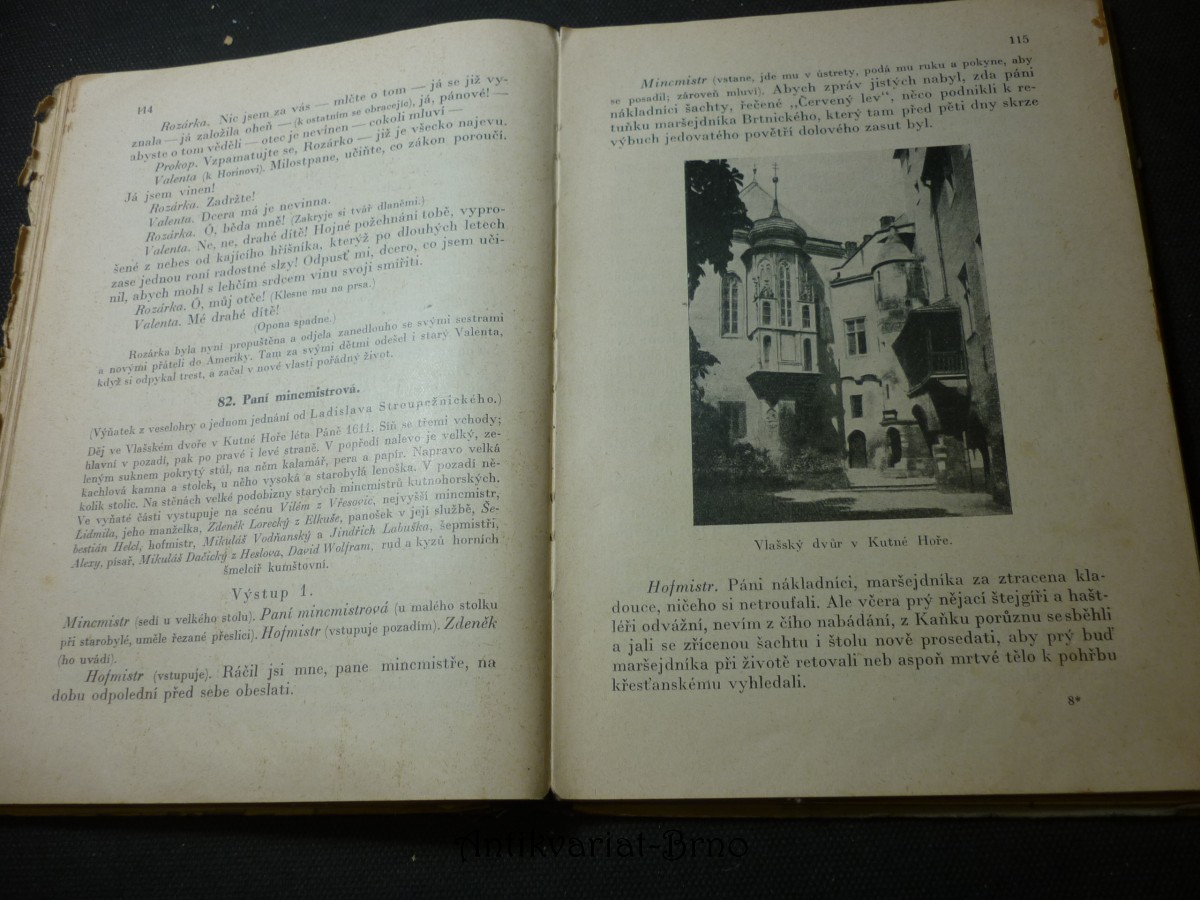 114
Rozárka. Nic jsem za vás — mlčte o tom — já se již vy-
znala — já založila oheň — (k ostatním se obracejíc), já, pánové! —
abyste o tom věděli — otec je nevinen — cokoli mluví —
Prokop. Vzpamatujte se, Rozárko — již je všecko najevu.
Valenta (k Horinovi). Milostpane, učiňte, co zákon poroučí.
Já jsem vinen!
Rozárka. Zadržte!
Valenta. Dcera má je nevinna.
Rozárka. Ó, běda mně! (Zakryje si tvář dlaněmi.)
Valenta. Ne, ne, drahé dítě! Hojné požehnání tobě, vypro-
šené z nebes od kajícího hříšníka, kterýž po dlouhých letech
zase jednou roní radostné slzy! Odpusť mi, dcero, co jsem uči-
nil, abych mohl s lehčím srdcem vinu svoji smířiti.
Rozárka. Ó, můj otče! (Klesne mu na prsa.)
Valenta. Mé drahé dítě!
(Opona spadne.)
Rozárka byla nyní propuštěna a odjela zanedlouho se svými sestrami
a novými přáteli do Ameriky. Tam za svými dětmi odešel i starý Valenta,
když si odpykal trest, a začal v nové vlasti pořádný život.
82. Paní mincmistrová.
(Výňatek z veselohry o jednom jednání od Ladislava Stroupežnického.)
Děj ve Vlašském dvoře v Kutné Hoře léta Páně 1611. Síň se třemi vchody;
hlavní v pozadí, pak po pravé i levé straně. V popředí nalevo je velký, ze-
leným suknem pokrytý stůl, na něm kalamář, pera a papír. Napravo velká
kachlová kamna a stolek, u něho vysoká a starobylá lenoška. V pozadí ně-
kolik stolic. Na stěnách velké podobizny starých mincmistrů kutnohorských.
Ve vyňaté části vystupuje na scénu Vilém z Vřesovic, nejvyšší mincmistr,
Lidmila, jeho manželka, Zdeněk Lorecký z Elkuše, panošek v její službě, Še-
bestián Helcl, hofmistr, Mikuláš Vodňanský a Jindřich Labuška, šepmistři,
Alexy, písař, Mikuláš Dačický z Heslova, David Wolfram, rud a kyzů horních
šmelcíř kumštovní.
Výstup 1.
Mincmistr (sedí u velkého stolu). Paní mincmistrová (u malého stolku
při starobylé, uměle řezané přeslici). Hofmistr (vstupuje pozadím). Zdeněk
(ho uvádí).
Hofmistr (vstupuje). Ráčil jsi mne, pane mincmistře, na
dobu odpolední před sebe obeslati.
115
Mincmistr (vstane, jde mu v ústrety, podá mu ruku a pokyne, aby
se posadil; zároveň mluví). Abych zpráv jistých nabyl, zda páni
nákladníci šachty, řečené „Červený lev“, něco podnikli k re-
tuňku maršejdníka Brtnického, který tam před pěti dny skrze
výbuch jedovatého povětří dolového zasut byl.
Vlašský dvůr v Kutné Hoře.
Hofmistr. Páni nákladníci, maršejdníka za ztracena kla-
douce, ničeho si netroufali. Ale včera prý nějací štejgíři a hašt-
léři odvážní, nevím z čího nabádání, z Kaňku porůznu se sběhli
a jali se zřícenou šachtu i štolu nově prosedati, aby prý buď
maršejdníka při životě retovali neb aspoň mrtvé tělo k pohřbu
křesťanskému vyhledali.
8*
Antikvariat-Brno